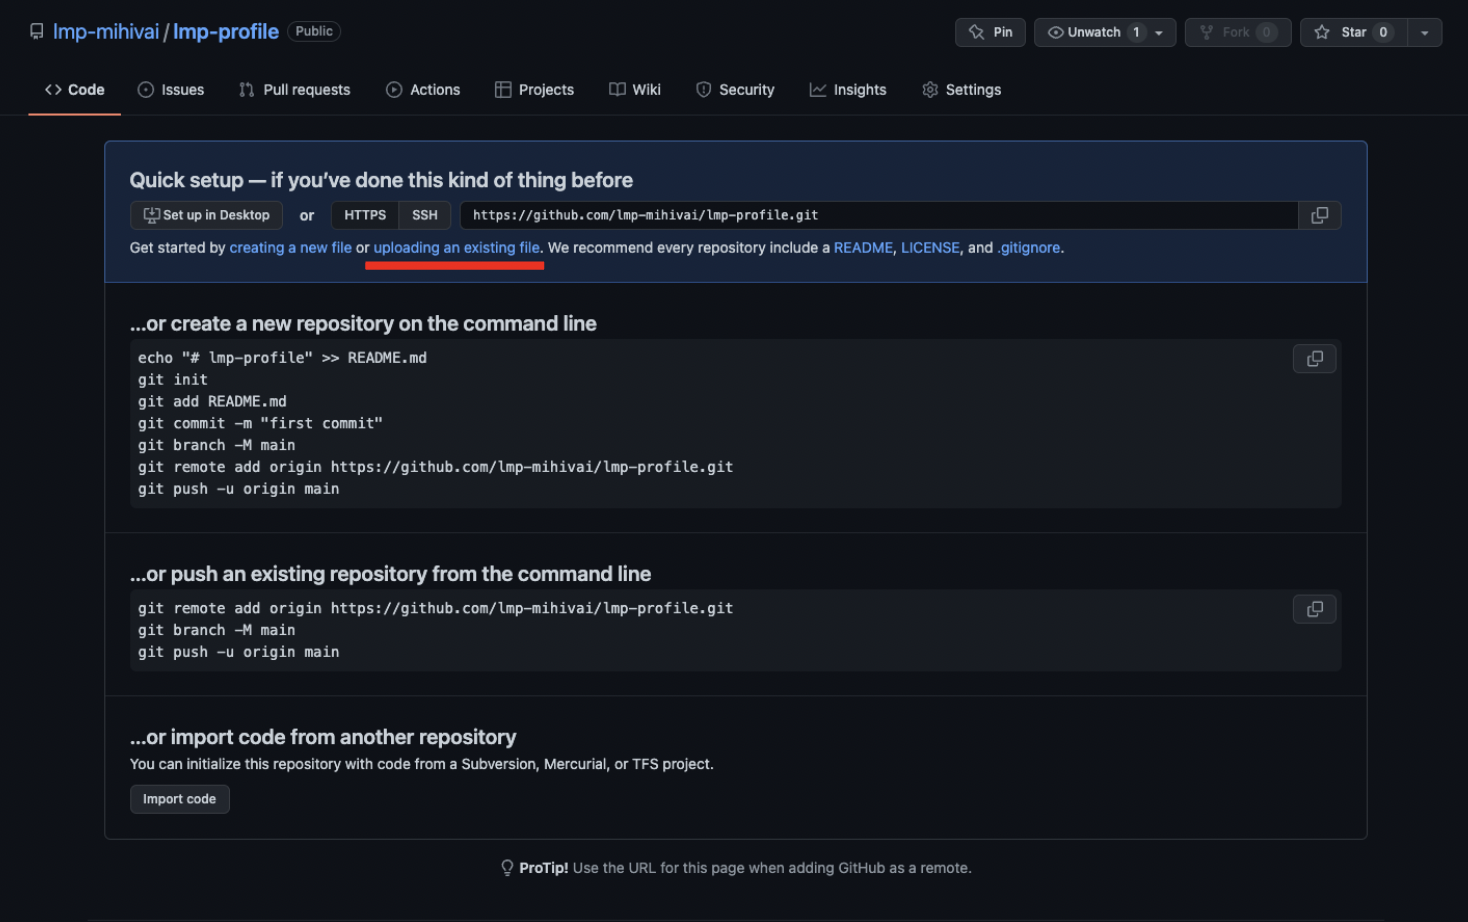 lmp-mihivai / lmp-profile Public
Pin
Unwatch 1
Fork 0
Star 0
Code
Issues
Pull requests
Actions
Projects
Wiki
Security
Insights
Settings
Quick setup — if you’ve done this kind of thing before
Set up in Desktop or HTTPS SSH https://github.com/lmp-mihivai/lmp-profile.git
Get started by creating a new file or uploading an existing file. We recommend every repository include a README, LICENSE, and .gitignore.
...or create a new repository on the command line
echo "# lmp-profile" >> README.md
git init
git add README.md
git commit -m "first commit"
git branch -M main
git remote add origin https://github.com/lmp-mihivai/lmp-profile.git
git push -u origin main
...or push an existing repository from the command line
git remote add origin https://github.com/lmp-mihivai/lmp-profile.git
git branch -M main
git push -u origin main
...or import code from another repository
You can initialize this repository with code from a Subversion, Mercurial, or TFS project.
Import code
ProTip! Use the URL for this page when adding GitHub as a remote.